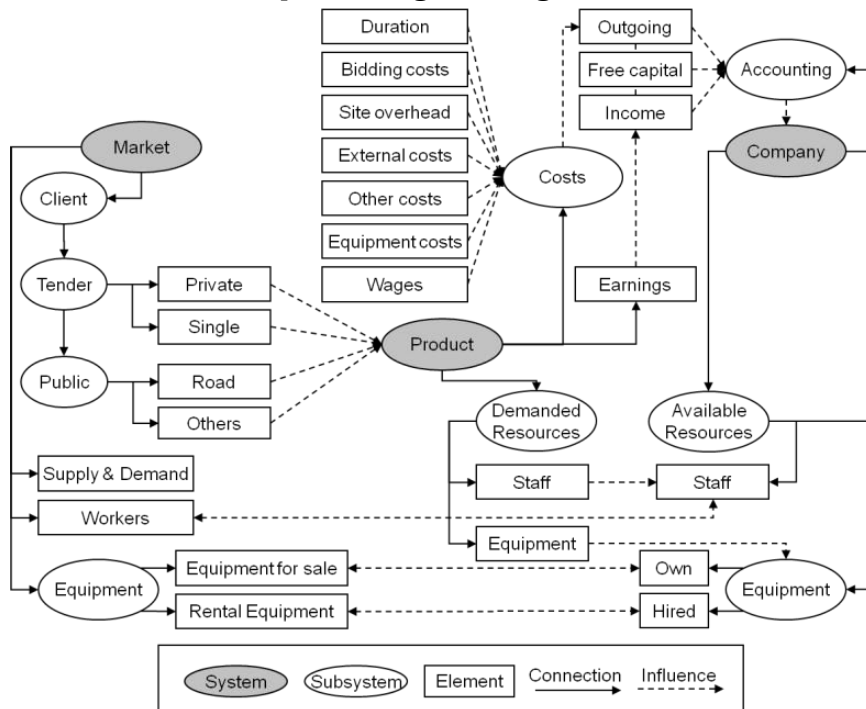 Duration
Outgoing
Bidding costs
Free capital
Accounting
Site overhead
Income
Market
External costs
Costs
Company
Client
Other costs
Equipment costs
Tender
Private
Wages
Earnings
Single
Product
Public
Road
Others
Demanded
Resources
Available
Resources
Supply & Demand
Staff
Staff
Workers
Equipment
Equipment
Equipment for sale
Own
Equipment
Rental Equipment
Hired
System
Subsystem
Element
Connection
Influence